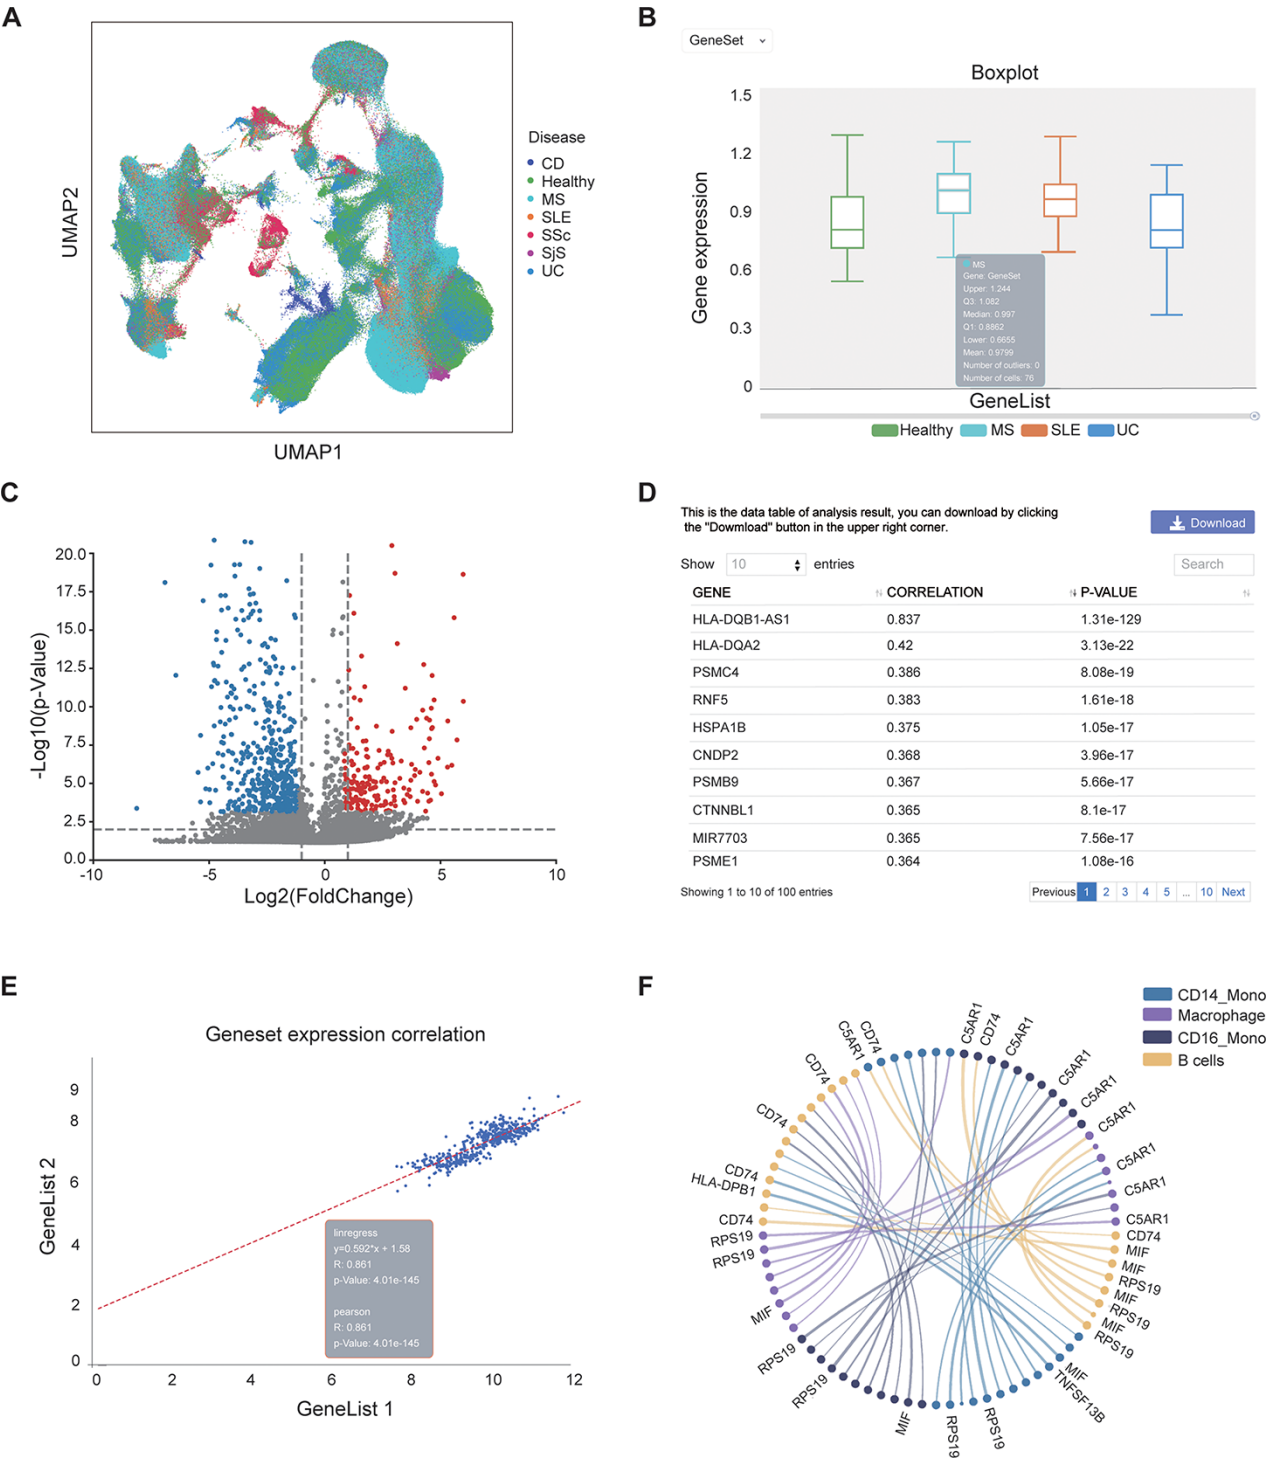 A
UMAP2
UMAP1
Disease
CD
Healthy
MS
SLE
SSc
SjS
UC
B
GeneSet
Boxplot
Gene expression
1.5
1.2
0.9
0.6
0.3
0
MS
Gene: GeneSet
Upper: 1.244
Q3: 1.082
Median: 0.997
Q1: 0.8862
Lower: 0.6655
Mean: 0.9799
Number of outliers: 0
Number of cells: 76
GeneList
Healthy MS SLE UC
C
-Log10(p-Value)
20.0
17.5
15.0
12.5
10.0
7.5
5.0
2.5
0.0
-10 -5 0 5 10
Log2(FoldChange)
D
This is the data table of analysis result, you can download by clicking
the "Dowmload" button in the upper right corner.
Download
Show 10 entries
Search
GENE CORRELATION P-VALUE
HLA-DQB1-AS1 0.837 1.31e-129
HLA-DQA2 0.42 3.13e-22
PSMC4 0.386 8.08e-19
RNF5 0.383 1.61e-18
HSPA1B 0.375 1.05e-17
CNDP2 0.368 3.96e-17
PSMB9 0.367 5.66e-17
CTNNBL1 0.365 8.1e-17
MIR7703 0.365 7.56e-17
PSME1 0.364 1.08e-16
Showing 1 to 10 of 100 entries
Previous 1 2 3 4 5 ... 10 Next
E
Geneset expression correlation
GeneList 2
9
8
6
4
2
0
linregress
y=0.592*x + 1.58
R: 0.861
p-Value: 4.01e-145
pearson
R: 0.861
p-Value: 4.01e-145
0 2 4 6 8 10 12
GeneList 1
F
CD14_Mono
Macrophage
CD16_Mono
B cells
C5AR1
CD74
C5AR1
C5AR1
C5AR1
C5AR1
C5AR1
C5AR1
C5AR1
CD74
MIF
MIF
RPS19
MIF
RPS19
MIF
RPS19
MIF
TNFSF13B
RPS19
RPS19
MIF
RPS19
RPS19
MIF
RPS19
RPS19
CD74
HLA-DPB1
CD74
CD74
CD74
C5AR1
CD74